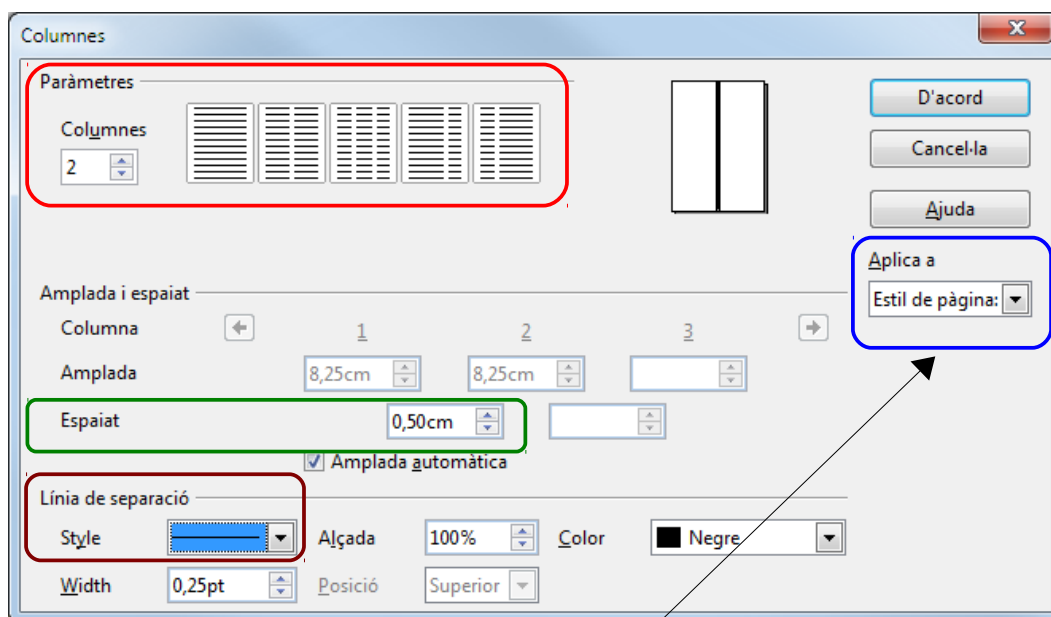 Columnes
x
Paràmetres
Columnes
2
D'acord
Cancel·la
Ajuda
Aplica a
Estil de pàgina:
Amplada i espaiat
Columna 1 2 3
Amplada 8,25cm 8,25cm
Espaiat 0,50cm
Amplada automàtica
Línia de separació
Style Alçada 100% Color Negre
Width 0,25pt Posició Superior